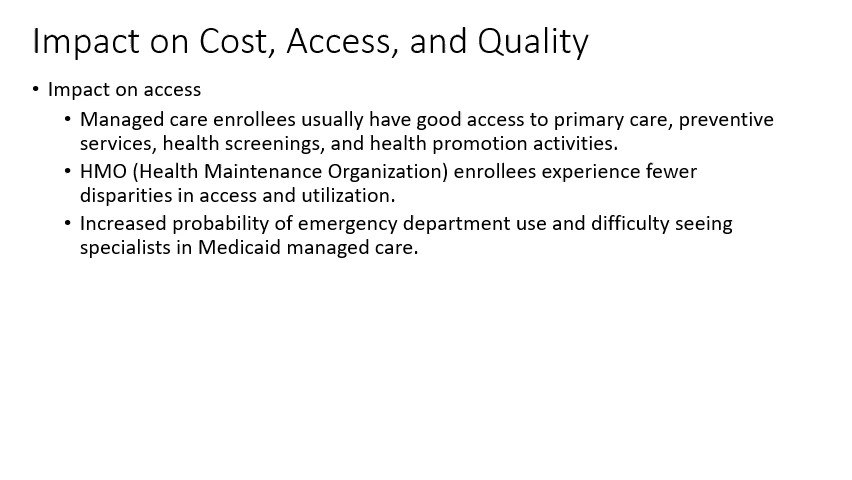 Impact on Cost, Access, and Quality
• Impact on access
• Managed care enrollees usually have good access to primary care, preventive
services, health screenings, and health promotion activities.
• HMO (Health Maintenance Organization) enrollees experience fewer
disparities in access and utilization.
• Increased probability of emergency department use and difficulty seeing
specialists in Medicaid managed care.